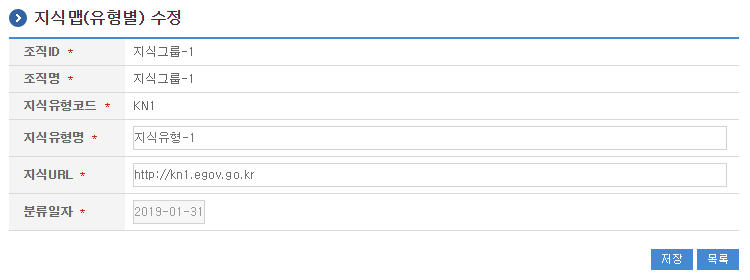 지식맵(유형별) 수정
조직ID * 지식그룹-1
조직명 * 지식그룹-1
지식유형코드 * KN1
지식유형명 * 지식유형-1
지식URL * http://kn1.egov.go.kr
분류일자 * 2019-01-31
저장 목록